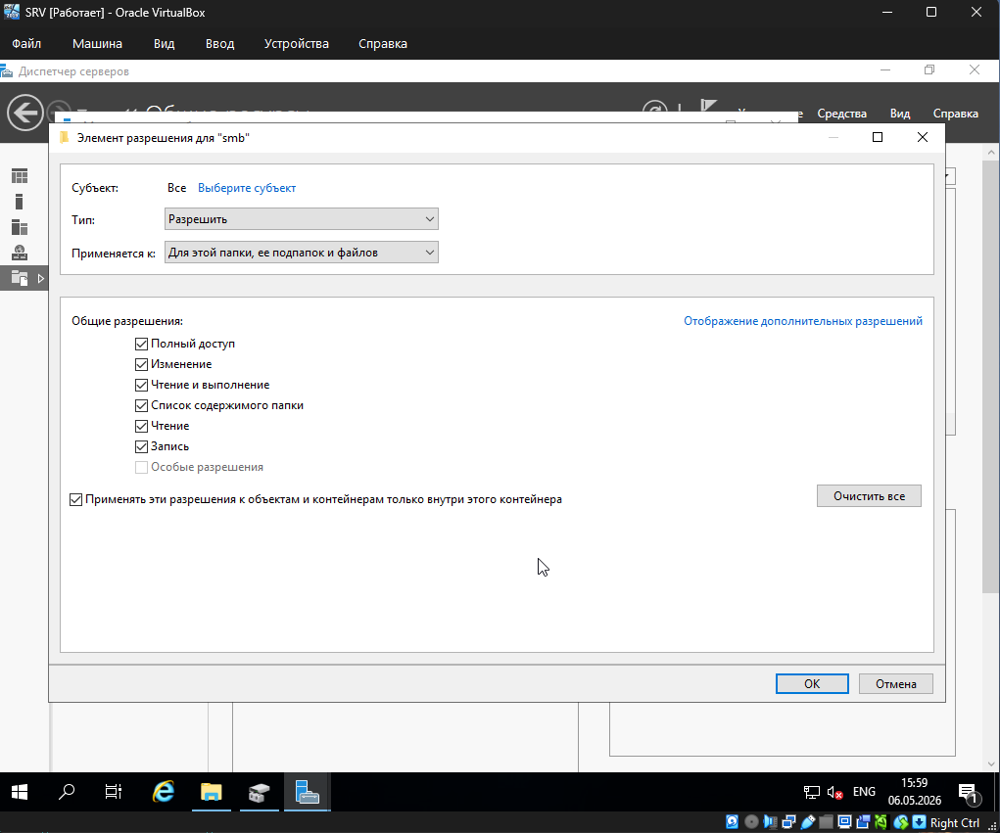 SRV [Работает] - Oracle VirtualBox
Файл Машина Вид Ввод Устройства Справка
Диспетчер серверов
Средства Вид Справка
Элемент разрешения для "smb"
Субъект: Все Выберите субъект
Тип: Разрешить
Применяется к: Для этой папки, ее подпапок и файлов
Общие разрешения: Отображение дополнительных разрешений
Полный доступ
Изменение
Чтение и выполнение
Список содержимого папки
Чтение
Запись
Особые разрешения
Применять эти разрешения к объектам и контейнерам только внутри этого контейнера
Очистить все
OK Отмена
ENG
15:59
06.05.2026
1
Right Ctrl